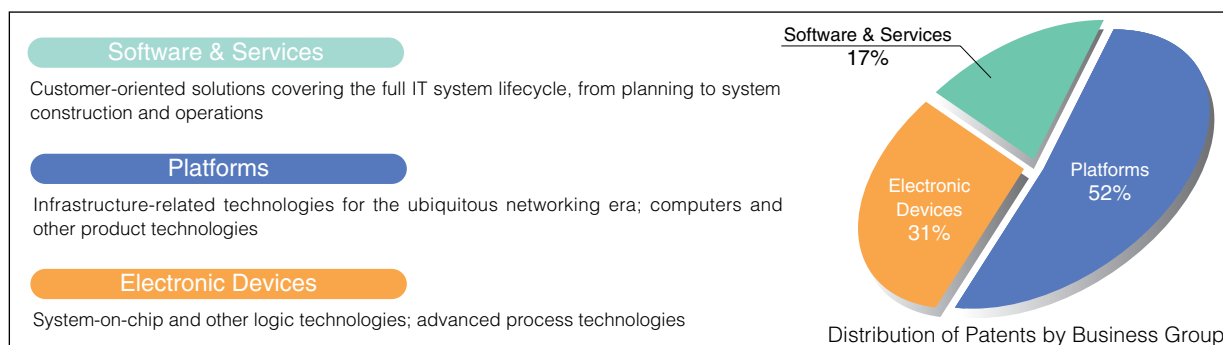 Software & Services
Customer-oriented solutions covering the full IT system lifecycle, from planning to system
construction and operations
Platforms
Infrastructure-related technologies for the ubiquitous networking era; computers and
other product technologies
Electronic Devices
System-on-chip and other logic technologies; advanced process technologies
Software & Services
17%
Platforms
52%
Electronic
Devices
31%
Distribution of Patents by Business Group